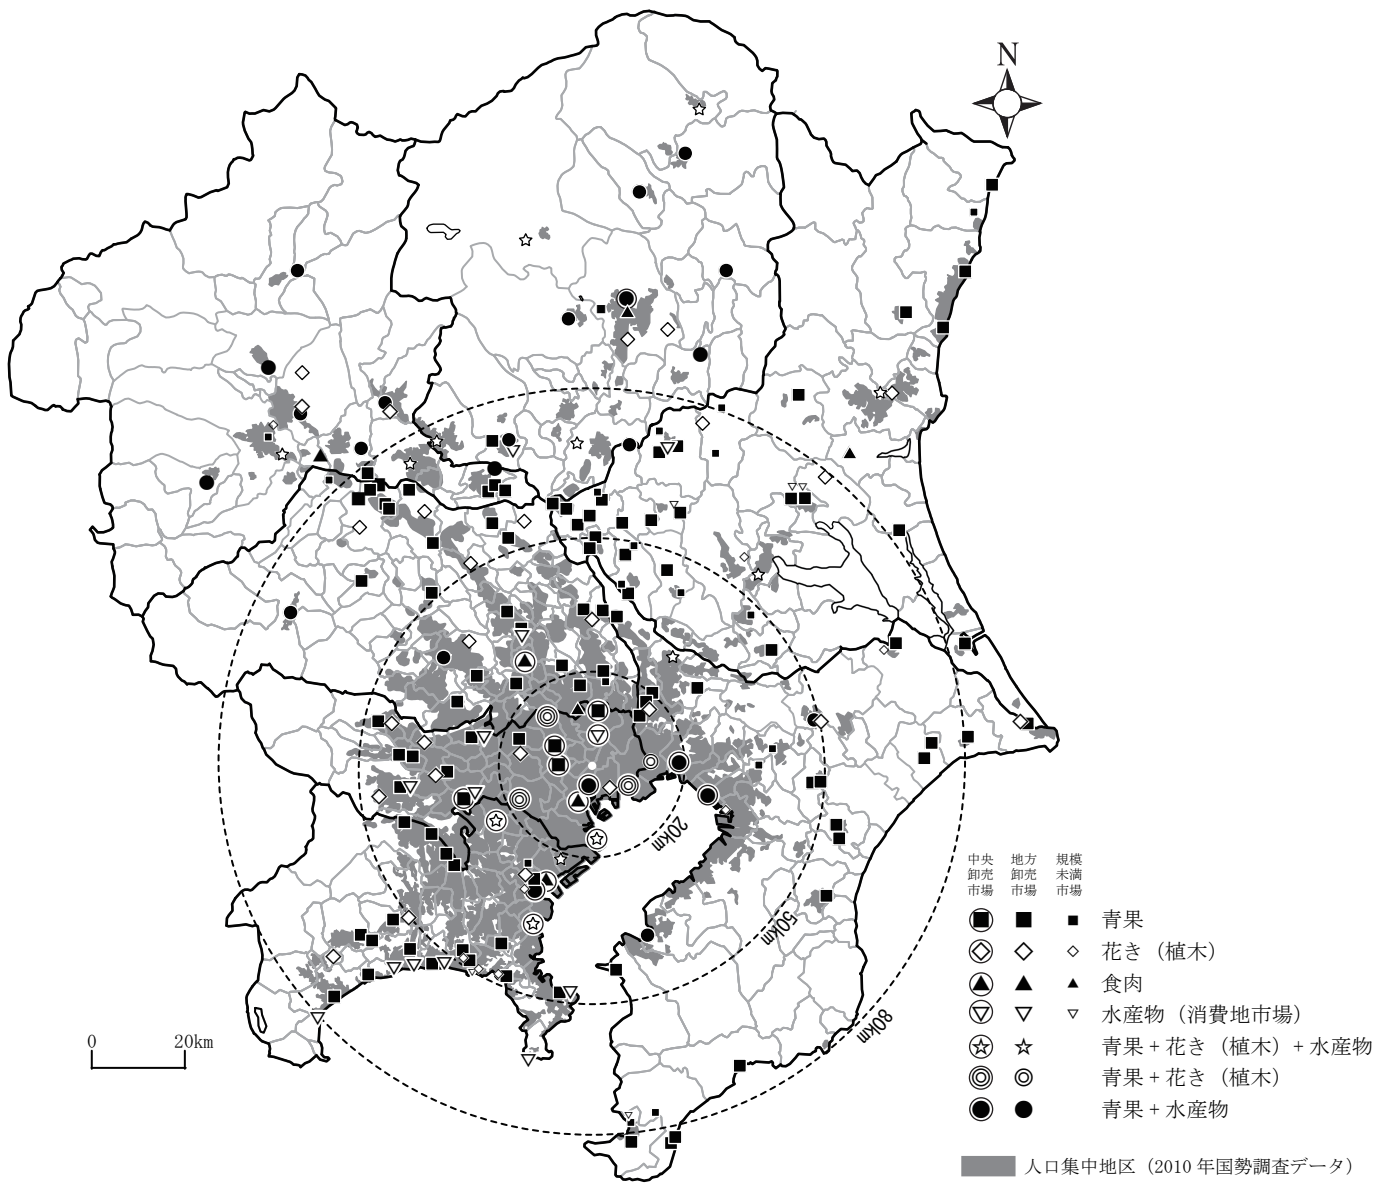 N
20km
50km
80km
0 20km
中央
卸売
市場
地方
卸売
市場
規模
未満
市場
青果
花き（植木）
食肉
水産物（消費地市場）
青果 + 花き（植木）+ 水産物
青果 + 花き（植木）
青果 + 水産物
人口集中地区（2010 年国勢調査データ）